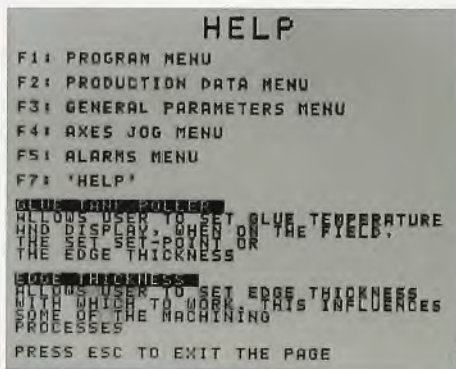 HELP
F1: PROGRAM MENU
F2: PRODUCTION DATA MENU
F3: GENERAL PARAMETERS MENU
F4: AXES JOG MENU
F5: ALARMS MENU
F7: 'HELP'
GLUE TANK ROLLER
ALLOWS USER TO SET GLUE TEMPERATURE
AND DISPLAY, WHEN ON THE FIELD,
THE SET SET-POINT OR
THE EDGE THICKNESS
EDGE THICKNESS
ALLOWS USER TO SET EDGE THICKNESS
WITH WHICH TO WORK. THIS INFLUENCES
SOME OF THE MACHINING
PROCESSES
PRESS ESC TO EXIT THE PAGE